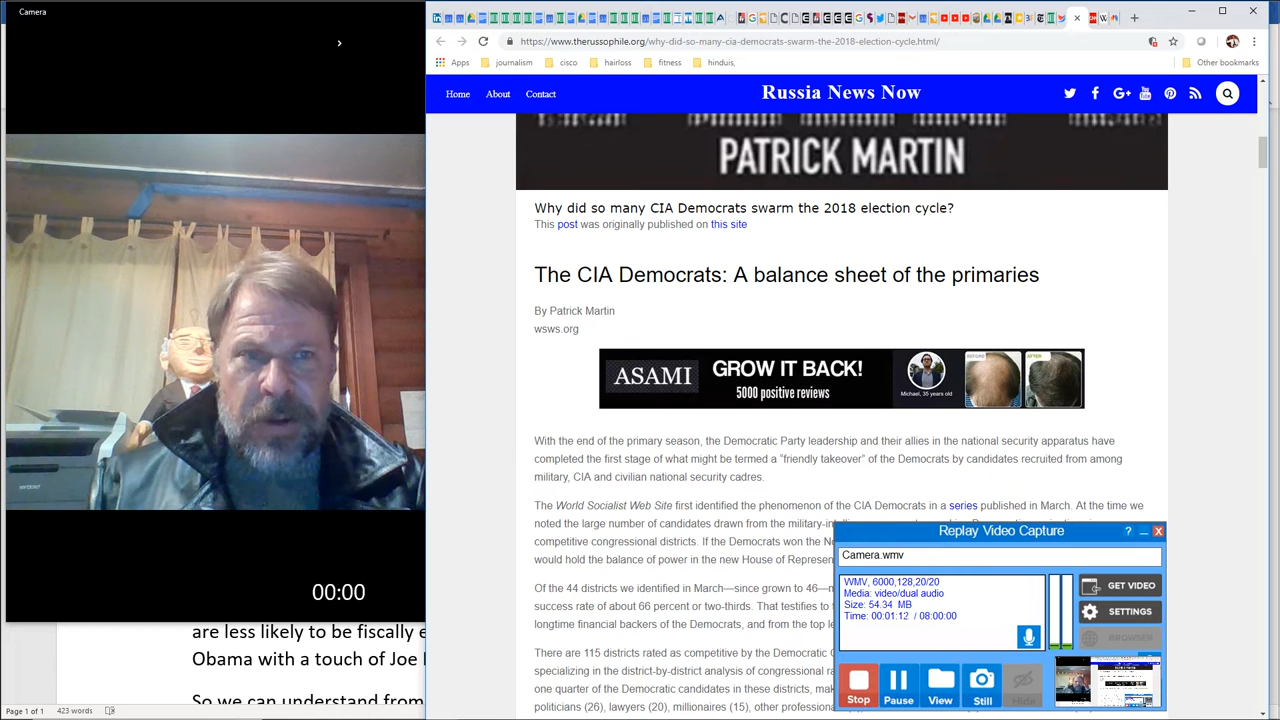 Camera
00:00
are less likely to be fiscally
Obama with a touch of Joe
So we can understand from
Page 1 of 1
423 words
https://www.therussophile.org/why-did-so-many-cia-democrats-swarm-the-2018-election-cycle.html/
Apps
journalism
cisco
hairloss
fitness
hinduis,
Other bookmarks
Home
About
Contact
Russia News Now
PATRICK MARTIN
Why did so many CIA Democrats swarm the 2018 election cycle?
This post was originally published on this site
The CIA Democrats: A balance sheet of the primaries
By Patrick Martin
wsws.org
ASAMI
GROW IT BACK!
5000 positive reviews
Michael, 35 years old
BEFORE
AFTER
With the end of the primary season, the Democratic Party leadership and their allies in the national security apparatus have
completed the first stage of what might be termed a “friendly takeover” of the Democrats by candidates recruited from among
military, CIA and civilian national security cadres.
The World Socialist Web Site first identified the phenomenon of the CIA Democrats in a series published in March. At the time we
noted the large number of candidates drawn from the
competitive congressional districts. If the Democrats won the
would hold the balance of power in the new House of
Of the 44 districts we identified in March—since grown to 46—
success rate of about 66 percent or two-thirds. That testifies to
longtime financial backers of the Democrats, and from the top
There are 115 districts rated as competitive by the Democratic
specializing in the district-by-district analysis of congressional
one quarter of the Democratic candidates in these districts,
politicians (26), lawyers (20), millionaires (15), other
Replay Video Capture
?
Camera.wmv
WMV, 6000,128,20/20
Media: video/dual audio
Size: 54.34 MB
Time: 00:01:12 / 08:00:00
GET VIDEO
SETTINGS
BROWSER
Stop
Pause
View
Still
Hide